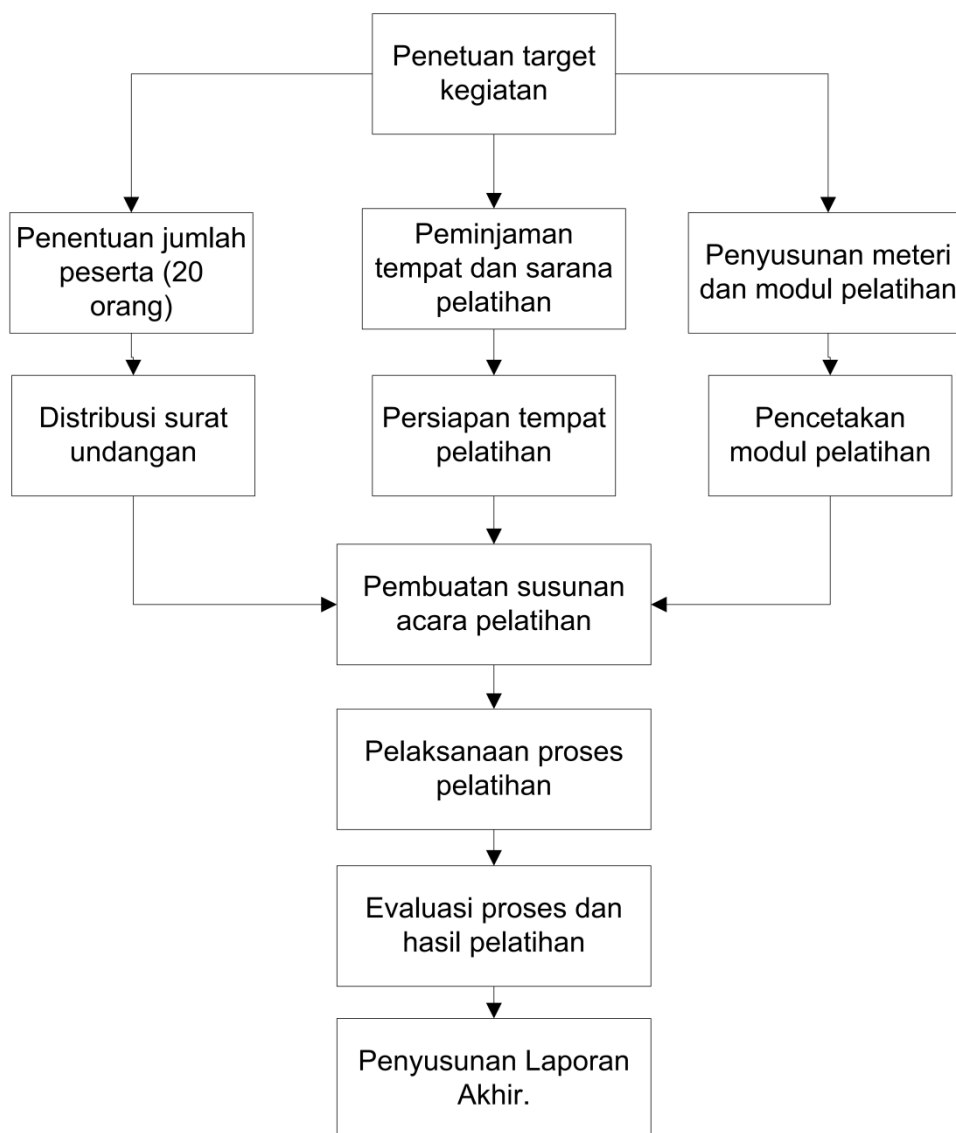 Penetuan target
kegiatan
Penentuan jumlah
peserta (20
orang)
Peminjaman
tempat dan sarana
pelatihan
Penyusunan meteri
dan modul pelatihan
Distribusi surat
undangan
Persiapan tempat
pelatihan
Pencetakan
modul pelatihan
Pembuatan susunan
acara pelatihan
Pelaksanaan proses
pelatihan
Evaluasi proses dan
hasil pelatihan
Penyusunan Laporan
Akhir.